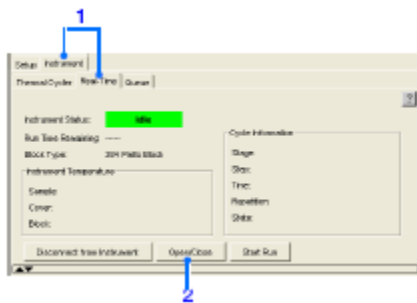 1
Setup Instrument
Thermal Cycler Real-Time Queue
?
Instrument Status: Idle
Run Time Remaining: -----
Block Type: 384 Wells Block
Cycle Information
Stage:
Step:
Time:
Repetition:
State:
Instrument Temperature
Sample:
Cover:
Block:
Disconnect from Instrument Open/Close Start Run
2